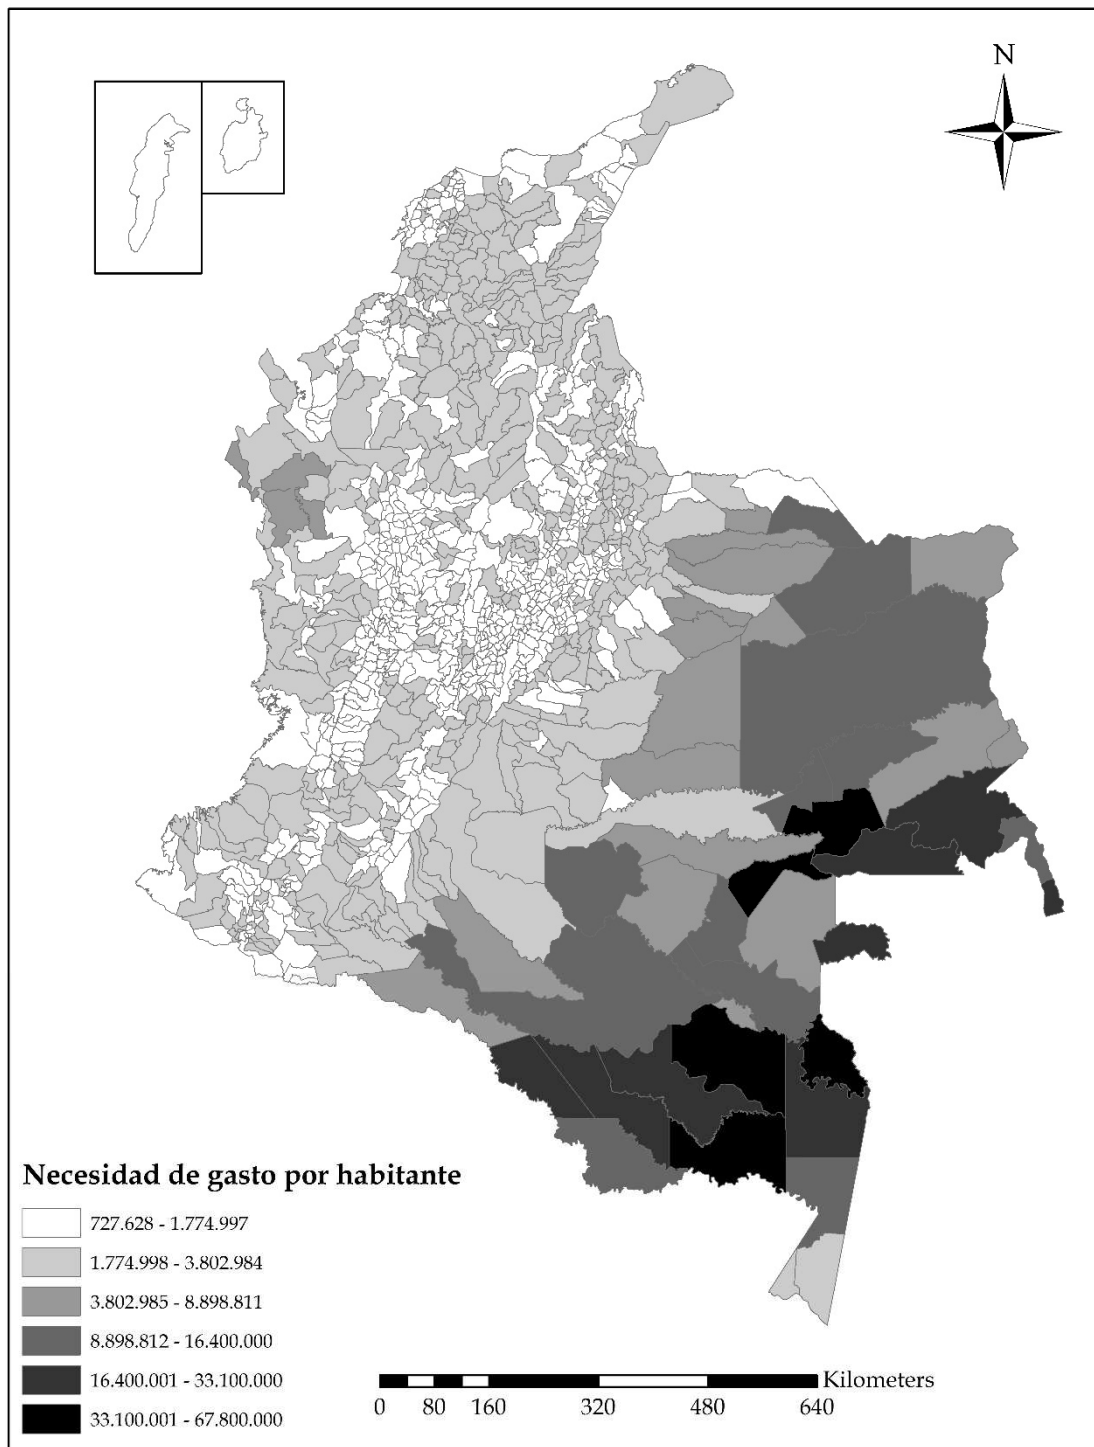 N
Necesidad de gasto por habitante
727.628 - 1.774.997
1.774.998 - 3.802.984
3.802.985 - 8.898.811
8.898.812 - 16.400.000
16.400.001 - 33.100.000
33.100.001 - 67.800.000
Kilometers
0 80 160 320 480 640